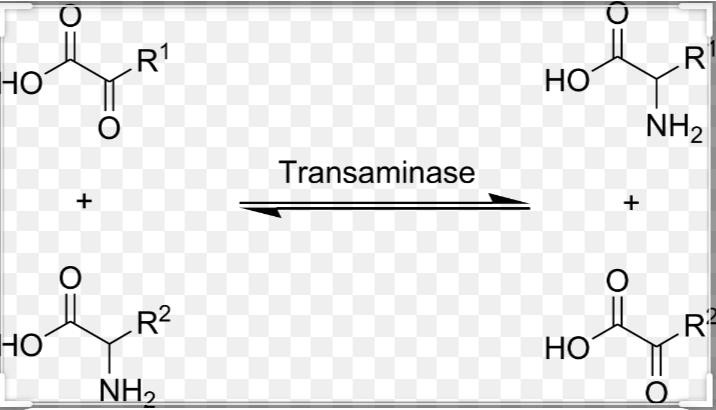 O
HO
R¹
O
+
O
HO
R²
NH₂
Transaminase
O
HO
R¹
NH₂
+
O
HO
R²
O